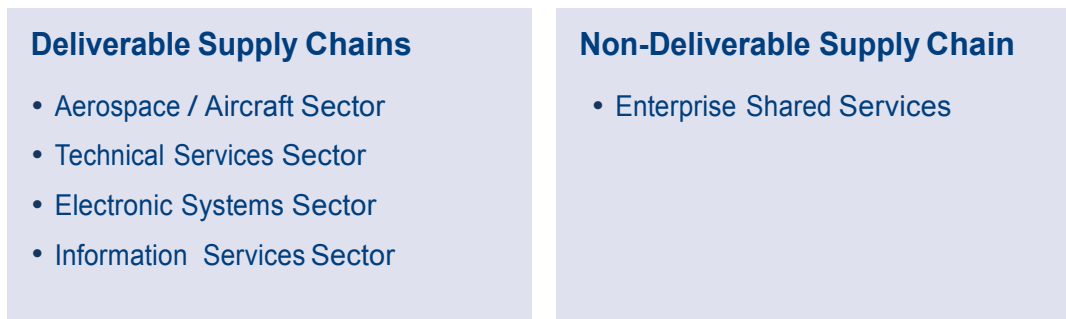 Deliverable Supply Chains
• Aerospace / Aircraft Sector
• Technical Services Sector
• Electronic Systems Sector
• Information Services Sector
Non-Deliverable Supply Chain
• Enterprise Shared Services